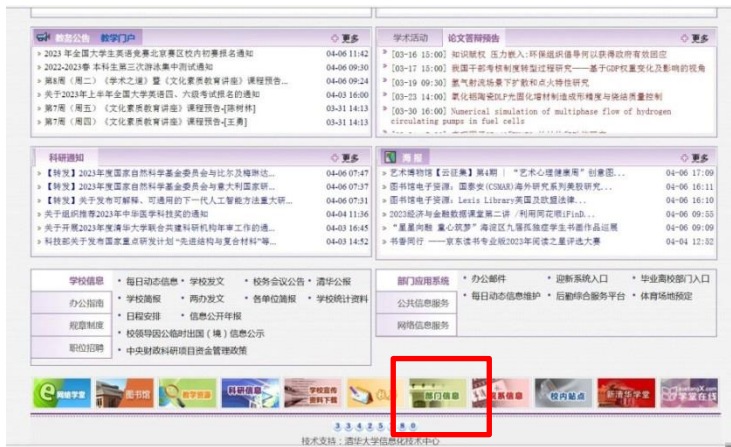 教务公告 教学门户 更多
2023 年全国大学生英语竞赛北京赛区校内初赛报名通知 04-06 11:42
2022-2023春 本科生第三次游泳集中测试通知 04-06 09:30
第8周（周二）《学术之道》暨《文化素质教育讲座》课程预告... 04-06 09:24
关于2023年上半年全国大学英语四、六级考试报名的通知 04-03 16:00
第7周（周五）《文化素质教育讲座》课程预告-[陈树林] 03-31 14:13
第7周（周四）《文化素质教育讲座》课程预告-[王勇] 03-31 14:13
学术活动 论文答辩预告 更多
[03-16 15:00] 知识赋权 压力嵌入:环保组织倡导何以获得政府有效回应
[03-17 15:00] 我国干部考核制度转型过程研究——基于GDP权重变化及影响的视角
[03-19 09:30] 氢气射流场景下扩散和点火特性研究
[03-23 14:00] 氧化铝陶瓷DLP光固化增材制造成形精度与烧结质量控制
[03-30 16:00] Numerical simulation of multiphase flow of hydrogen
circulating pumps in fuel cells
科研通知 更多
【转发】2023年度国家自然科学基金委员会与比尔及梅琳达... 04-06 07:47
【转发】2023年度国家自然科学基金委员会与意大利国家研... 04-06 07:37
【转发】关于发布可解释、可通用的下一代人工智能方法重大研... 04-06 07:31
关于组织推荐2023年中华医学科技奖的通知 04-04 11:36
关于开展2023年度清华大学联合共建科研机构年审工作的通... 04-03 16:45
科技部关于发布国家重点研发计划“先进结构与复合材料”等... 04-03 14:52
海报 更多
艺术博物馆【云征集】第4期 | “艺术心理健康周”创意图... 04-06 17:09
图书馆电子资源：国泰安(CSMAR)海外研究系列美股研究... 04-06 16:11
图书馆电子资源：Lexis Library英国及欧盟法律... 04-06 16:10
2023经济与金融数据课堂第二讲 /利用同花顺iFinD... 04-06 09:55
“星星向融 童心筑梦”海淀区九届孤独症学生书画作品巡展 04-06 09:09
书香同行 ——京东读书专业版2023年阅读之星评选大赛 04-04 12:52
学校信息
办公指南
规章制度
职位招聘
每日动态信息 学校发文 校务会议公告 清华公报
学校简报 两办发文 各单位简报 学校统计资料
日程安排 信息公开年报
校领导因公临时出国（境）信息公示
中央财政科研项目资金管理政策
部门应用系统
公共信息服务
网络信息服务
办公邮件 迎新系统入口 毕业离校部门入口
每日动态信息维护 后勤综合服务平台 体育场地预定
网络学堂 图书馆 教学资源 科研信息 学校宣传资料下载 部门信息 院系信息 校内站点 新清华学堂 学堂在线
技术支持：清华大学信息化技术中心